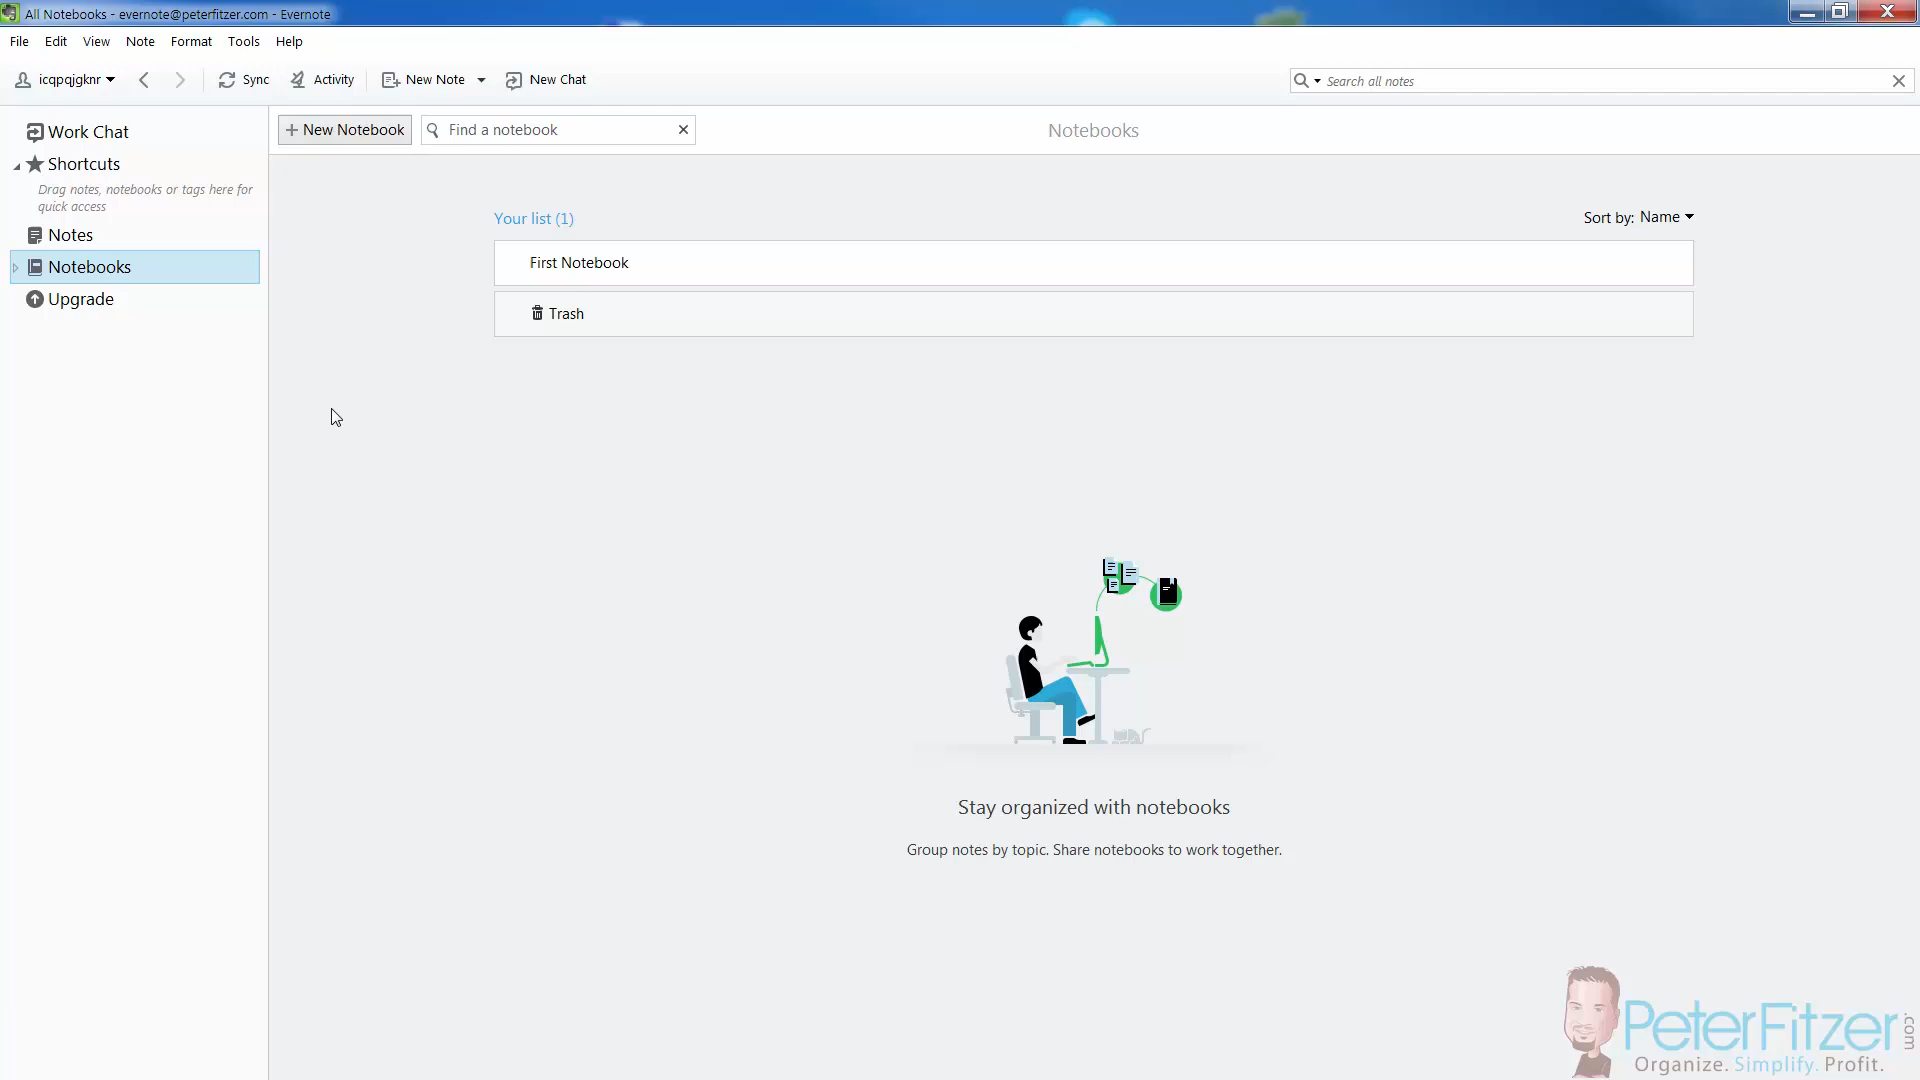 All Notebooks - evernote@peterfitzer.com - Evernote
File Edit View Note Format Tools Help
icqpqjgknr Sync Activity New Note New Chat Search all notes
Work Chat
Shortcuts
Drag notes, notebooks or tags here for
quick access
Notes
Notebooks
Upgrade
+ New Notebook Find a notebook Notebooks
Your list (1) Sort by: Name
First Notebook
Trash
Stay organized with notebooks
Group notes by topic. Share notebooks to work together.
PeterFitzer.com
Organize. Simplify. Profit.